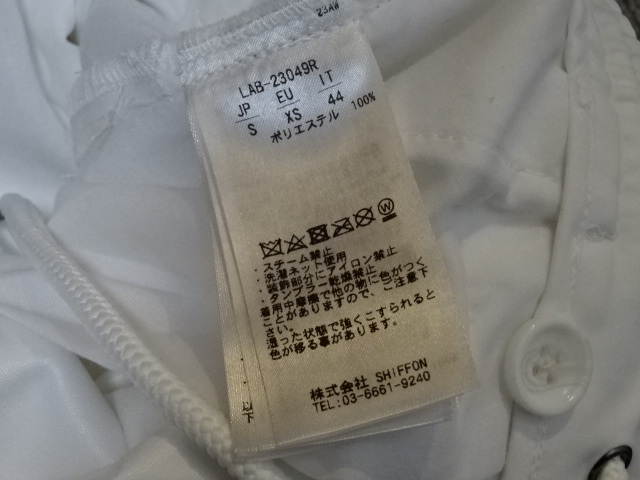 23AW
LAB-23049R
JP EU IT
S XS 44
ポリエステル 100%
W
・スチーム禁止
・洗濯ネット使用
・装飾部分にアイロン禁止
・タンブラー乾燥禁止
着用中摩擦で他の物に色がつく
ことがありますので、ご注意下
さい。
湿った状態で強くこすられると
色が移る事があります。
株式会社 SHIFFON
TEL:03-6661-9240
以下